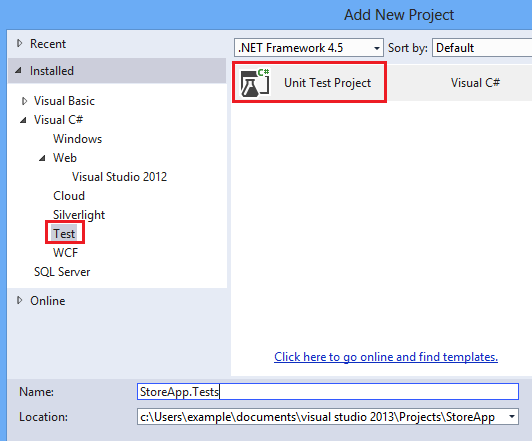 Add New Project
Recent
.NET Framework 4.5 Sort by: Default
Installed
Unit Test Project Visual C#
Visual Basic
Visual C#
Windows
Web
Visual Studio 2012
Cloud
Silverlight
Test
WCF
SQL Server
Online
Click here to go online and find templates.
Name: StoreApp.Tests
Location: c:\Users\example\documents\visual studio 2013\Projects\StoreApp